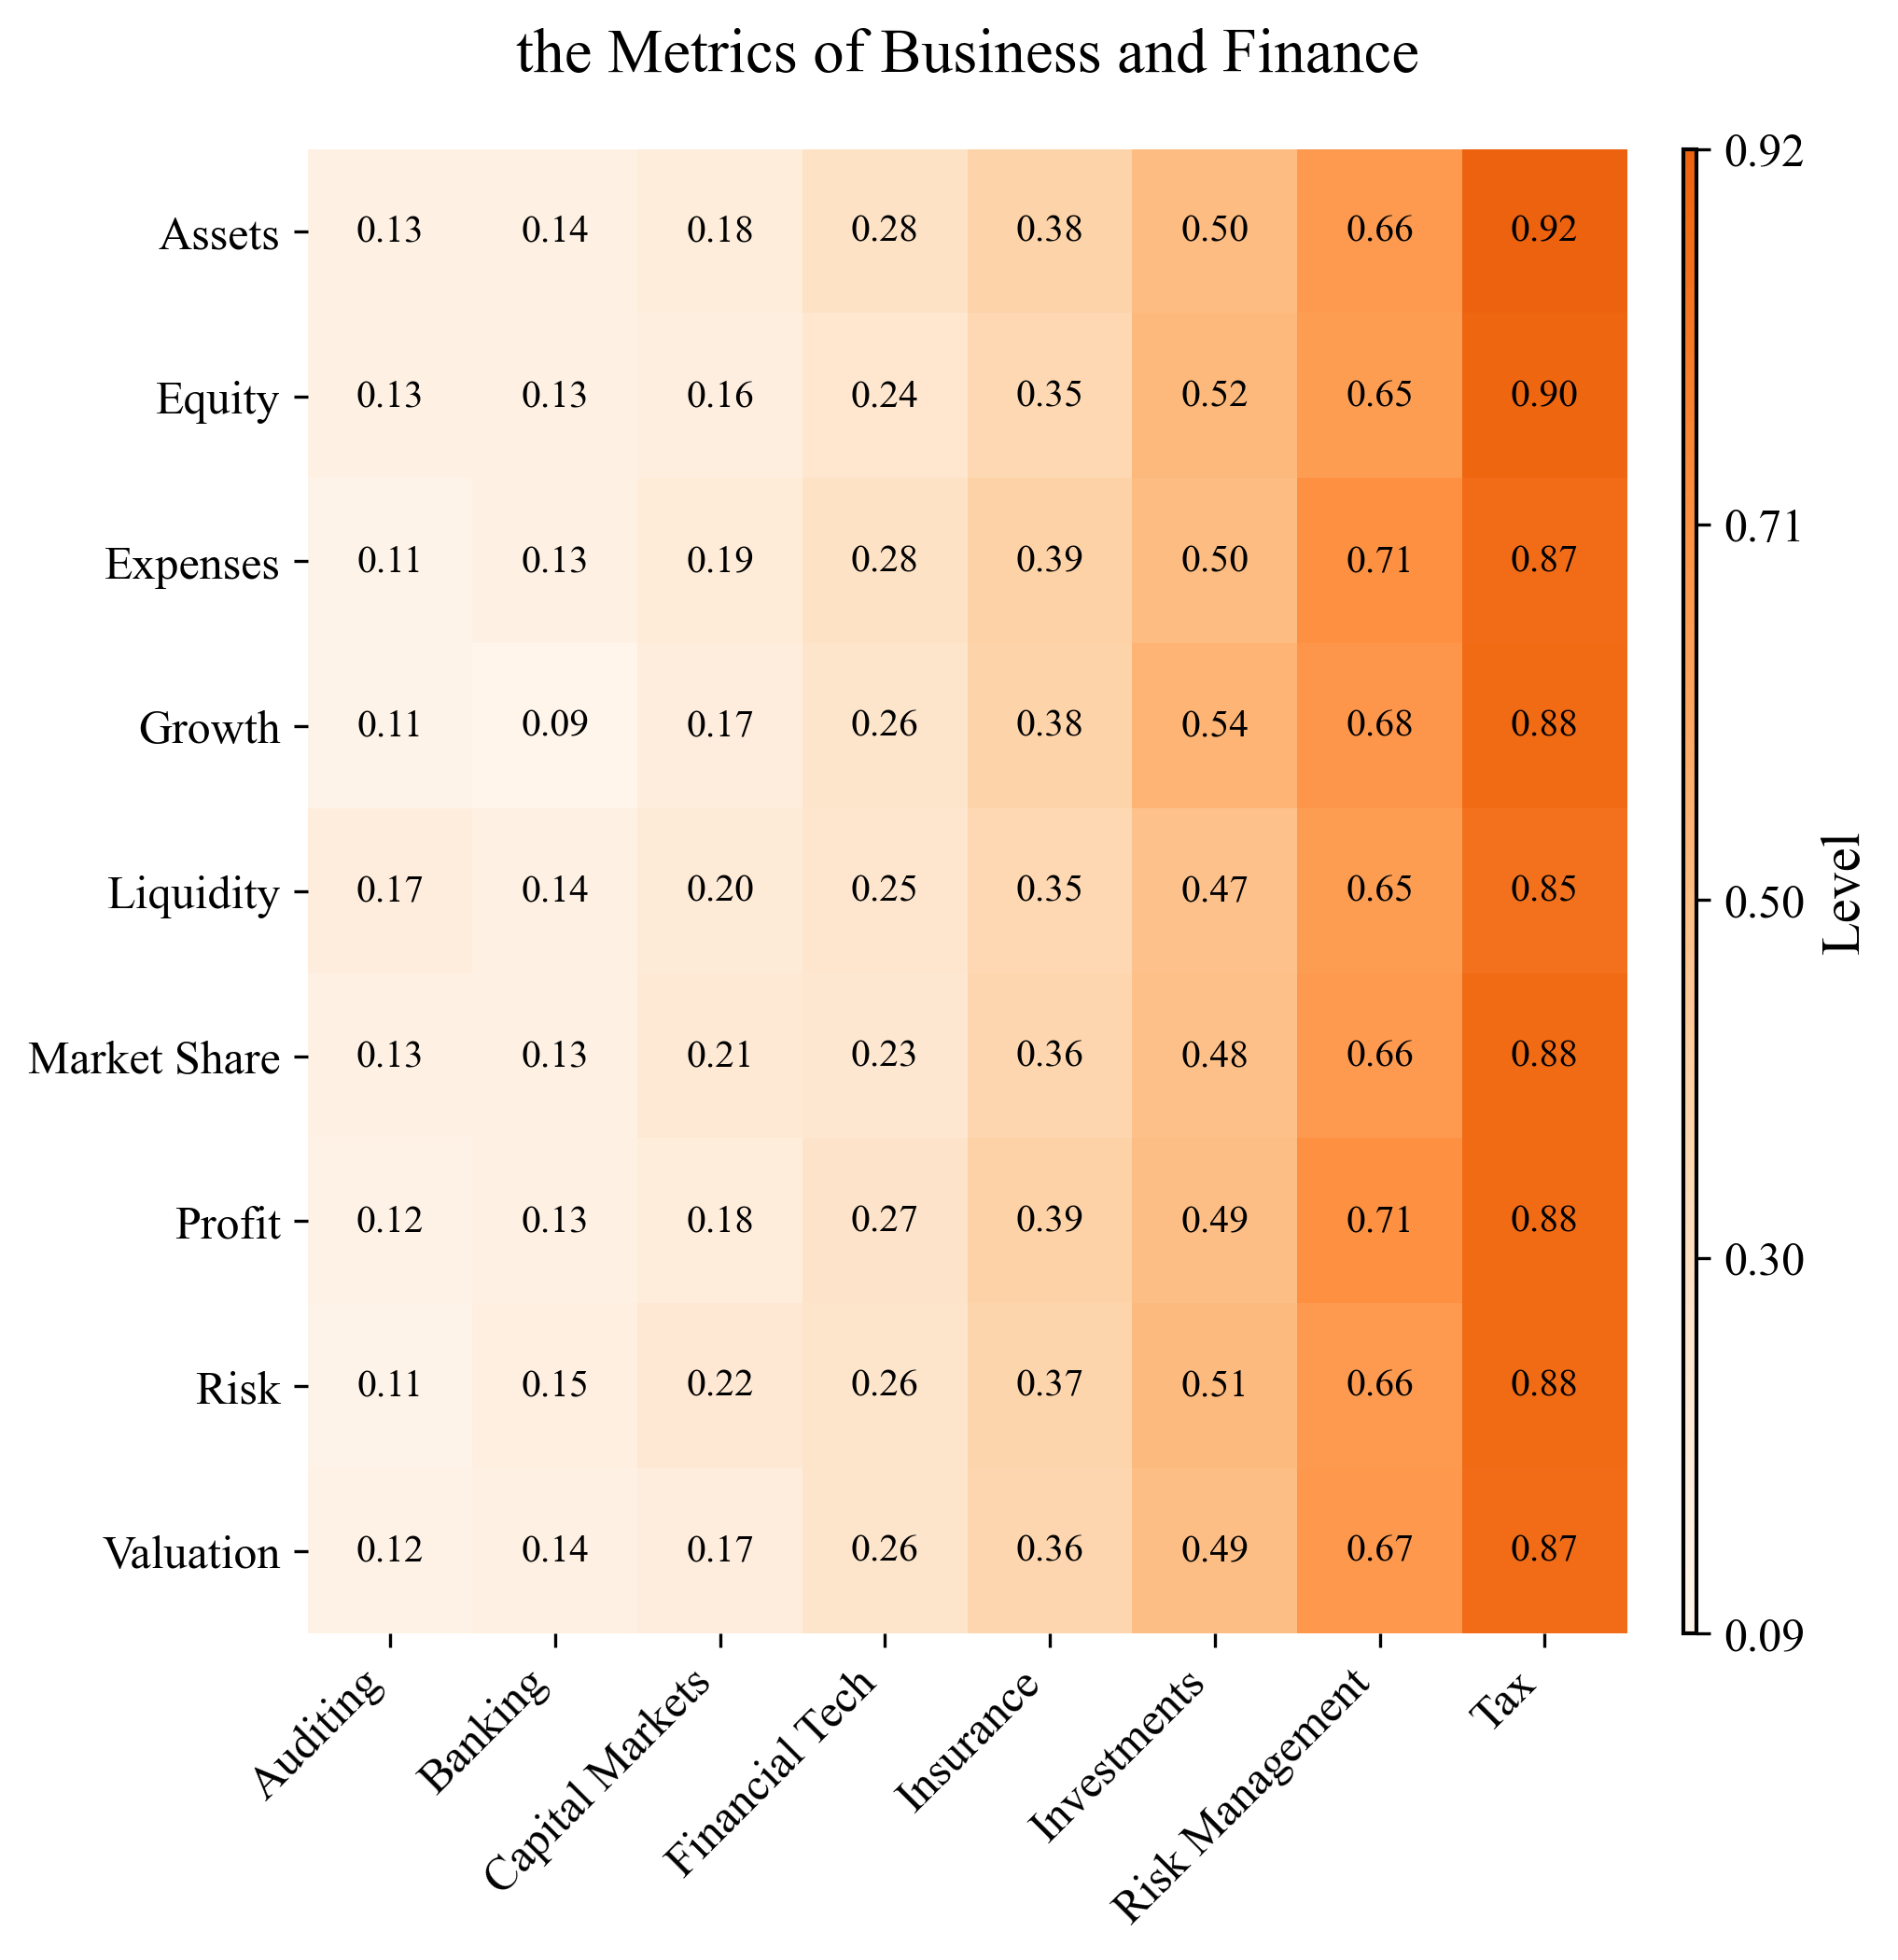 the Metrics of Business and Finance
Assets 0.13 0.14 0.18 0.28 0.38 0.50 0.66 0.92
Equity 0.13 0.13 0.16 0.24 0.35 0.52 0.65 0.90
Expenses 0.11 0.13 0.19 0.28 0.39 0.50 0.71 0.87
Growth 0.11 0.09 0.17 0.26 0.38 0.54 0.68 0.88
Liquidity 0.17 0.14 0.20 0.25 0.35 0.47 0.65 0.85
Market Share 0.13 0.13 0.21 0.23 0.36 0.48 0.66 0.88
Profit 0.12 0.13 0.18 0.27 0.39 0.49 0.71 0.88
Risk 0.11 0.15 0.22 0.26 0.37 0.51 0.66 0.88
Valuation 0.12 0.14 0.17 0.26 0.36 0.49 0.67 0.87
Auditing
Banking
Capital Markets
Financial Tech
Insurance
Investments
Risk Management
Tax
0.92
0.71
0.50
0.30
0.09
Level